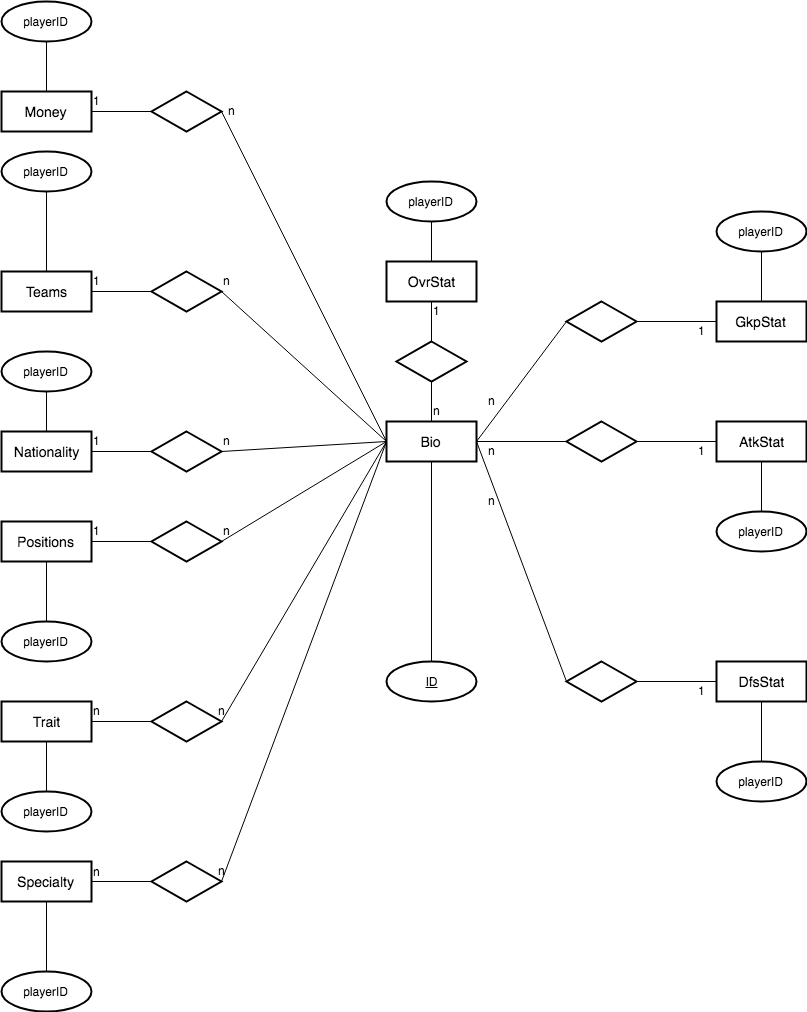 playerID
Money
1
n
playerID
Teams
1
n
playerID
Nationality
1
n
Positions
1
n
playerID
Trait
n
n
playerID
Specialty
n
n
playerID
playerID
OvrStat
1
n
Bio
ID
playerID
GkpStat
1
n
AtkStat
1
n
playerID
n
DfsStat
1
playerID